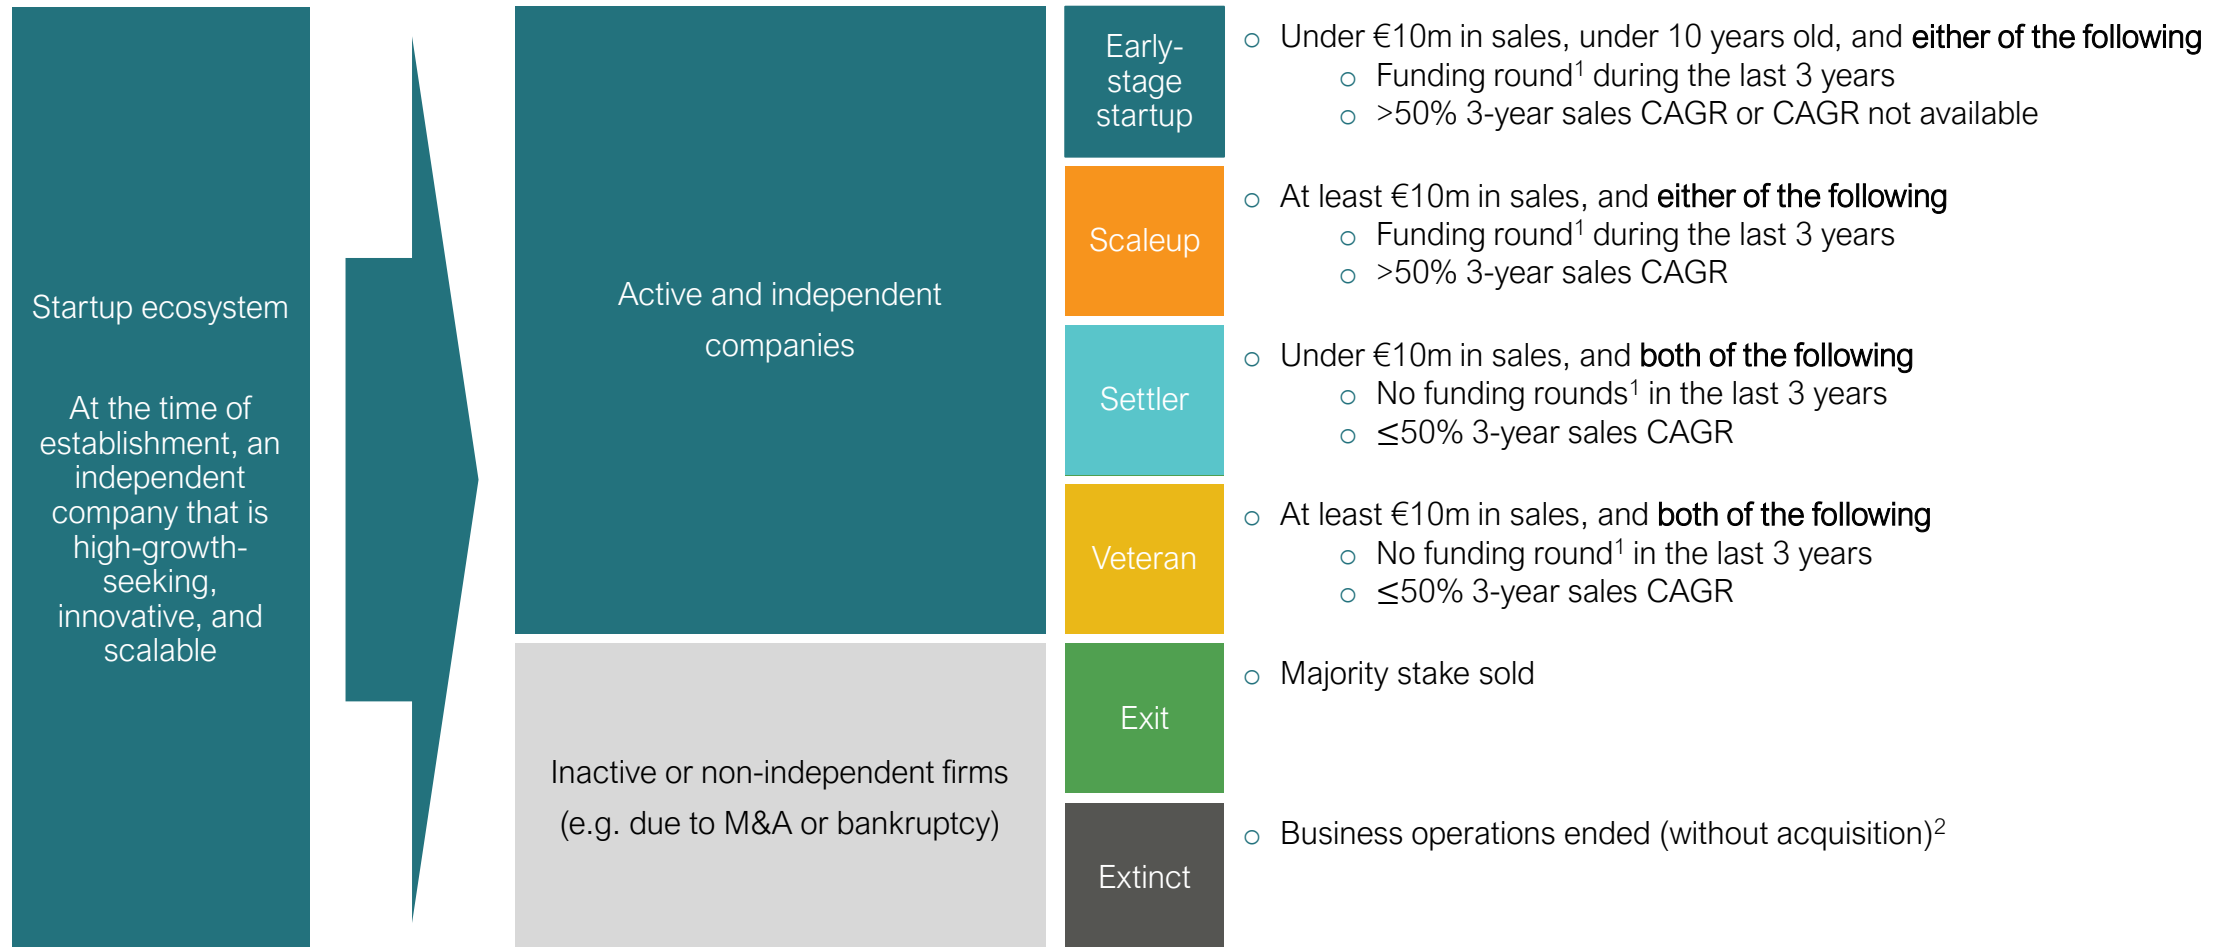 Startup ecosystem
At the time of
establishment, an
independent
company that is
high-growth-
seeking,
innovative, and
scalable
Active and independent
companies
Inactive or non-independent firms
(e.g. due to M&A or bankruptcy)
Early-
stage
startup
○ Under €10m in sales, under 10 years old, and either of the following
○ Funding round¹ during the last 3 years
○ >50% 3-year sales CAGR or CAGR not available
Scaleup
○ At least €10m in sales, and either of the following
○ Funding round¹ during the last 3 years
○ >50% 3-year sales CAGR
Settler
○ Under €10m in sales, and both of the following
○ No funding rounds¹ in the last 3 years
○ ≤50% 3-year sales CAGR
Veteran
○ At least €10m in sales, and both of the following
○ No funding round¹ in the last 3 years
○ ≤50% 3-year sales CAGR
Exit
○ Majority stake sold
Extinct
○ Business operations ended (without acquisition)²